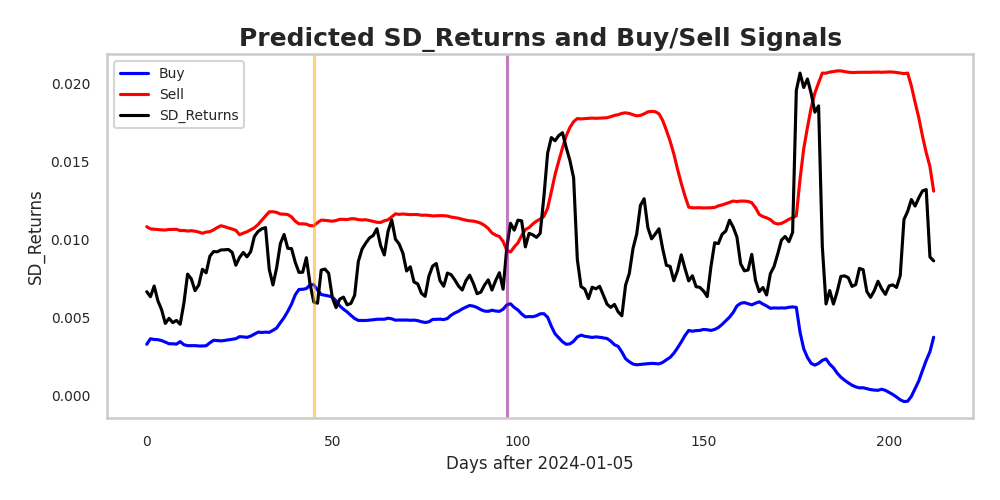 Predicted SD_Returns and Buy/Sell Signals
Buy
Sell
SD_Returns
0.020
0.015
0.010
0.005
0.000
SD_Returns
0 50 100 150 200
Days after 2024-01-05